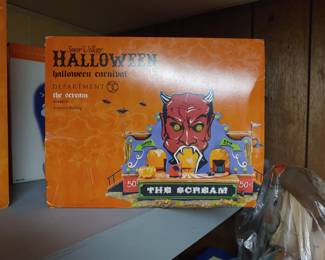 Snow Village
HALLOWEEN
halloween carnival
DEPARTMENT 56
the scream
50¢
50¢
THE SCREAM